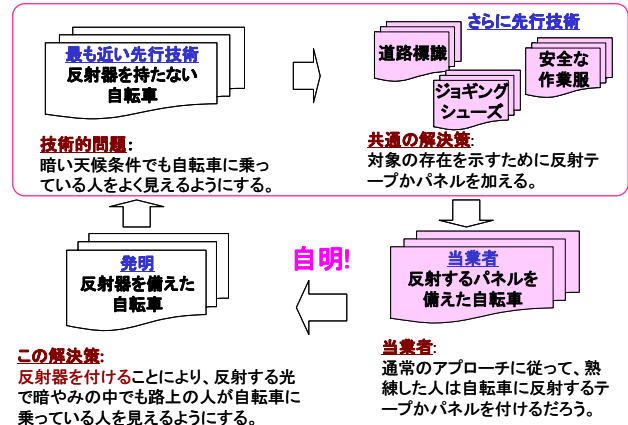 最も近い先行技術
反射器を持たない
自転車
さらに先行技術
道路標識
ジョギング
シューズ
安全な
作業服
技術的問題:
暗い天候条件でも自転車に乗っ
ている人をよく見えるようにする。
共通の解決策:
対象の存在を示すために反射テ
ープかパネルを加える。
発明
反射器を備えた
自転車
自明!
当業者
反射するパネルを
備えた自転車
この解決策:
反射器を付けることにより、反射する光
で暗やみの中でも路上の人が自転車に
乗っている人を見えるようにする。
当業者:
通常のアプローチに従って、熟
練した人は自転車に反射するテ
ープかパネルを付けるだろう。